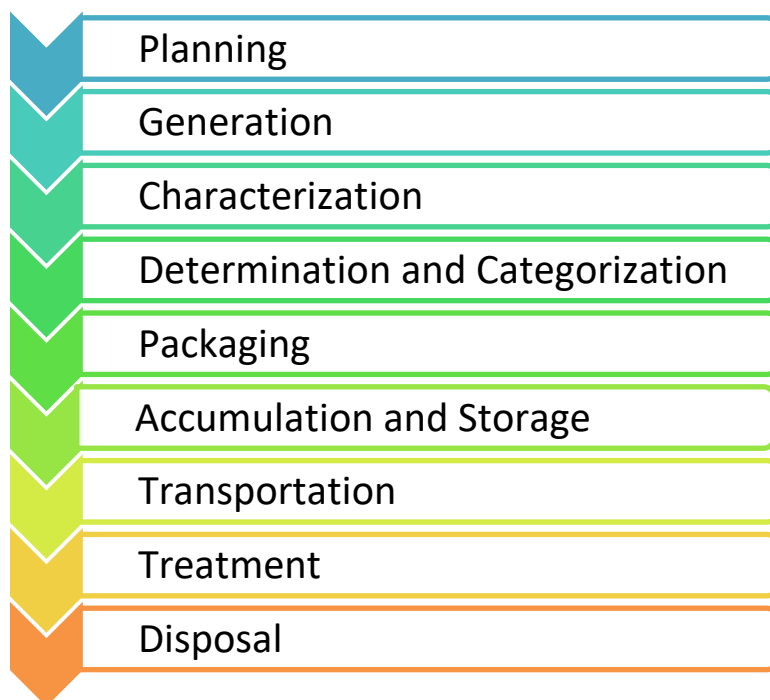 Planning
Generation
Characterization
Determination and Categorization
Packaging
Accumulation and Storage
Transportation
Treatment
Disposal